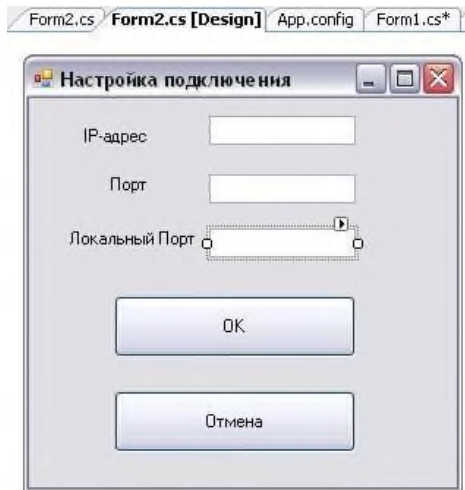 Form2.cs Form2.cs [Design] App.config Form1.cs*
Настройка подключения
IP-адрес
Порт
Локальный Порт
OK
Отмена